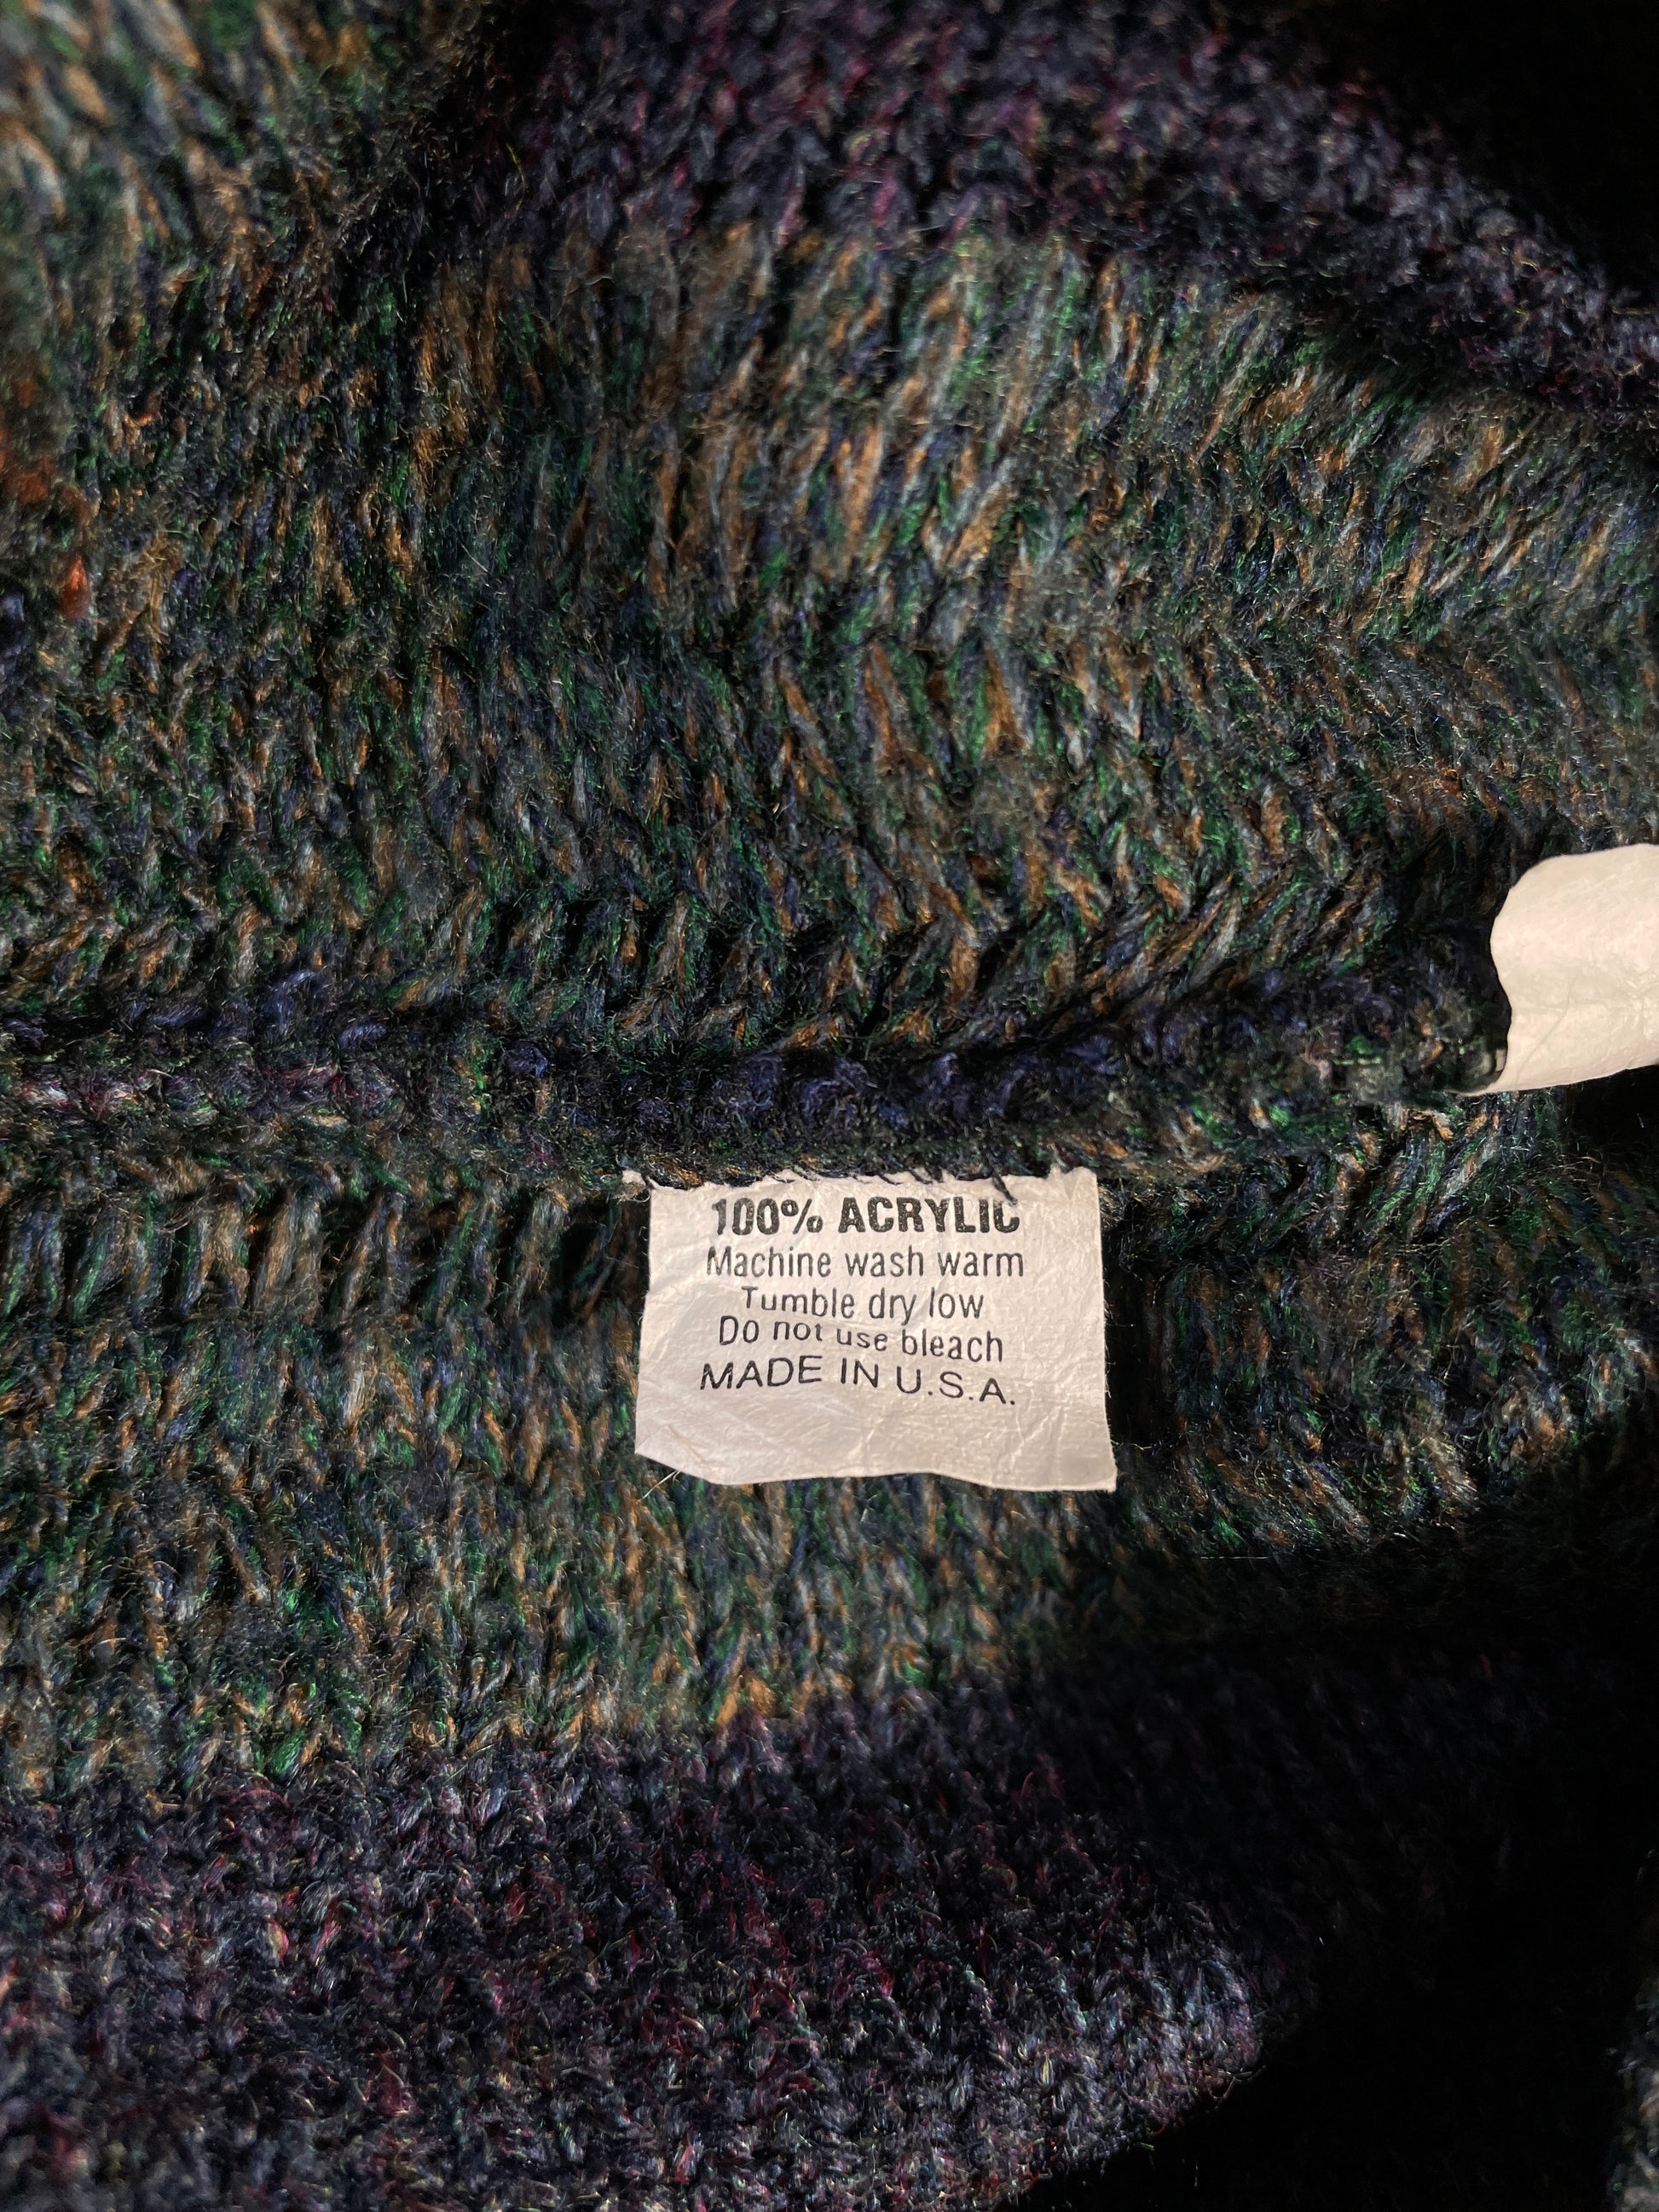 100% ACRYLIC
Machine wash warm
Tumble dry low
Do not use bleach
MADE IN U.S.A.